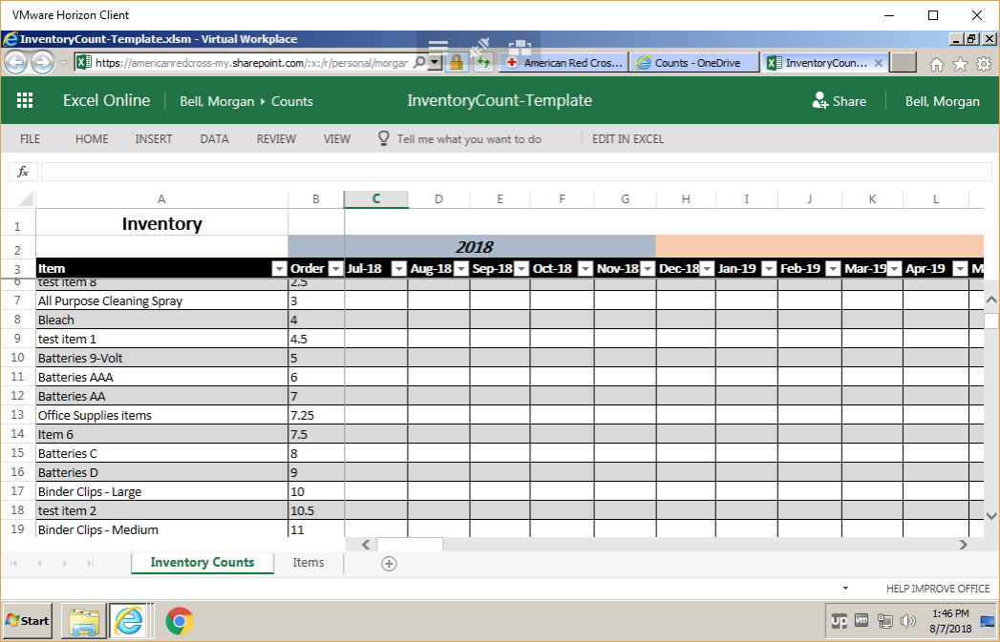 VMware Horizon Client
InventoryCount-Template.xlsm - Virtual Workplace
https://americanredcross-my.sharepoint.com/:x:/r/personal/morgan
American Red Cros...
Counts - OneDrive
InventoryCoun...
Excel Online
Bell, Morgan ▸ Counts
InventoryCount-Template
Share
Bell, Morgan
FILE HOME INSERT DATA REVIEW VIEW Tell me what you want to do EDIT IN EXCEL
fx
A B C D E F G H I J K L
1 Inventory
2 2018
3 Item Order Jul-18 Aug-18 Sep-18 Oct-18 Nov-18 Dec-18 Jan-19 Feb-19 Mar-19 Apr-19 M
6 test item 8 2.5
7 All Purpose Cleaning Spray 3
8 Bleach 4
9 test item 1 4.5
10 Batteries 9-Volt 5
11 Batteries AAA 6
12 Batteries AA 7
13 Office Supplies items 7.25
14 Item 6 7.5
15 Batteries C 8
16 Batteries D 9
17 Binder Clips - Large 10
18 test item 2 10.5
19 Binder Clips - Medium 11
Inventory Counts Items
HELP IMPROVE OFFICE
Start
up vm
1:46 PM
8/7/2018